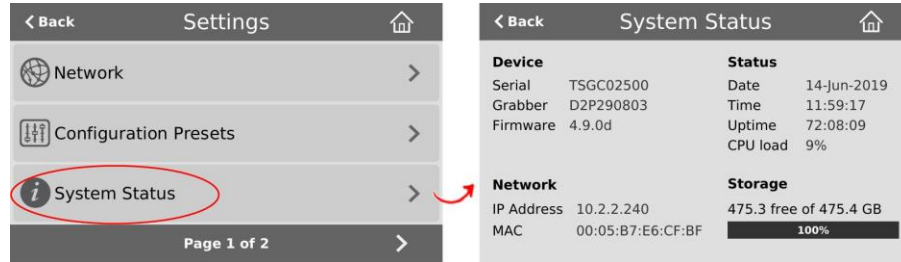 Back Settings
Network
Configuration Presets
System Status
Page 1 of 2
Back System Status
Device
Serial TSGC02500
Grabber D2P290803
Firmware 4.9.0d
Status
Date 14-Jun-2019
Time 11:59:17
Uptime 72:08:09
CPU load 9%
Network
IP Address 10.2.2.240
MAC 00:05:B7:E6:CF:BF
Storage
475.3 free of 475.4 GB
100%